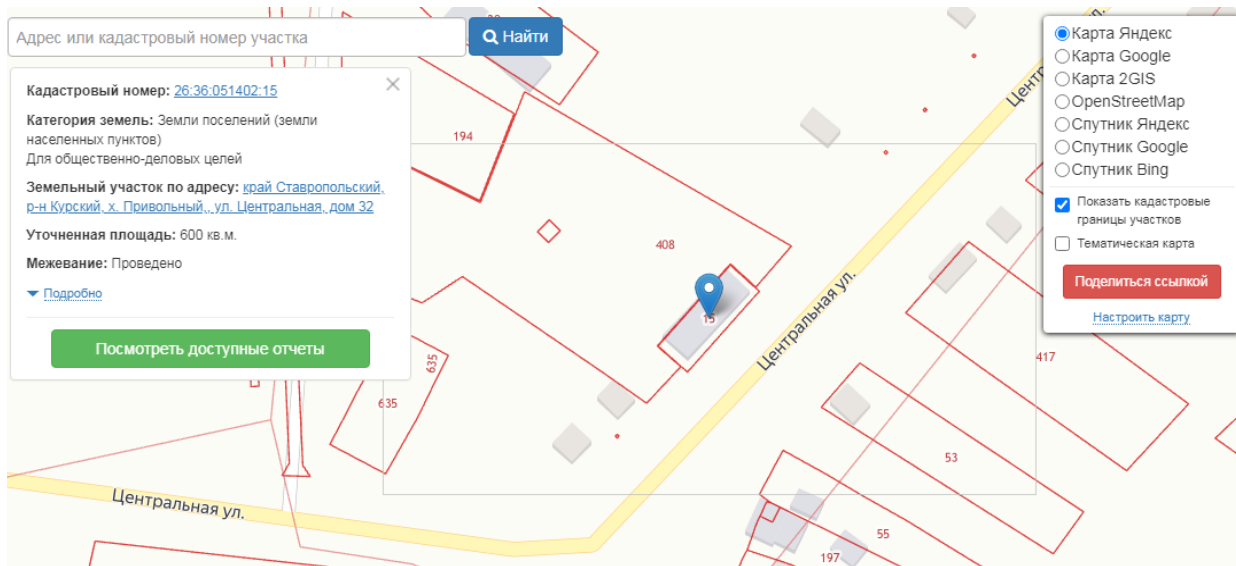 Адрес или кадастровый номер участка
Найти
Кадастровый номер: 26:36:051402:15
Категория земель: Земли поселений (земли
населенных пунктов)
Для общественно-деловых целей
Земельный участок по адресу: край Ставропольский,
р-н Курский, х. Привольный,, ул. Центральная, дом 32
Уточненная площадь: 600 кв.м.
Межевание: Проведено
Подробно
Посмотреть доступные отчеты
194
408
15
635
635
417
53
55
197
Центральная ул.
Центральная ул.
Карта Яндекс
Карта Google
Карта 2GIS
OpenStreetMap
Спутник Яндекс
Спутник Google
Спутник Bing
Показать кадастровые
границы участков
Тематическая карта
Поделиться ссылкой
Настроить карту